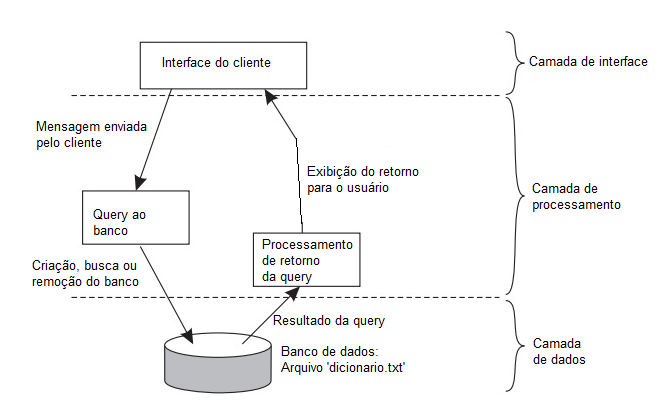 Interface do cliente
Camada de interface
Mensagem enviada
pelo cliente
Exibição do retorno
para o usuário
Camada de
processamento
Query ao
banco
Processamento
de retorno
da query
Criação, busca ou
remoção do banco
Resultado da query
Banco de dados:
Arquivo 'dicionario.txt'
Camada
de dados